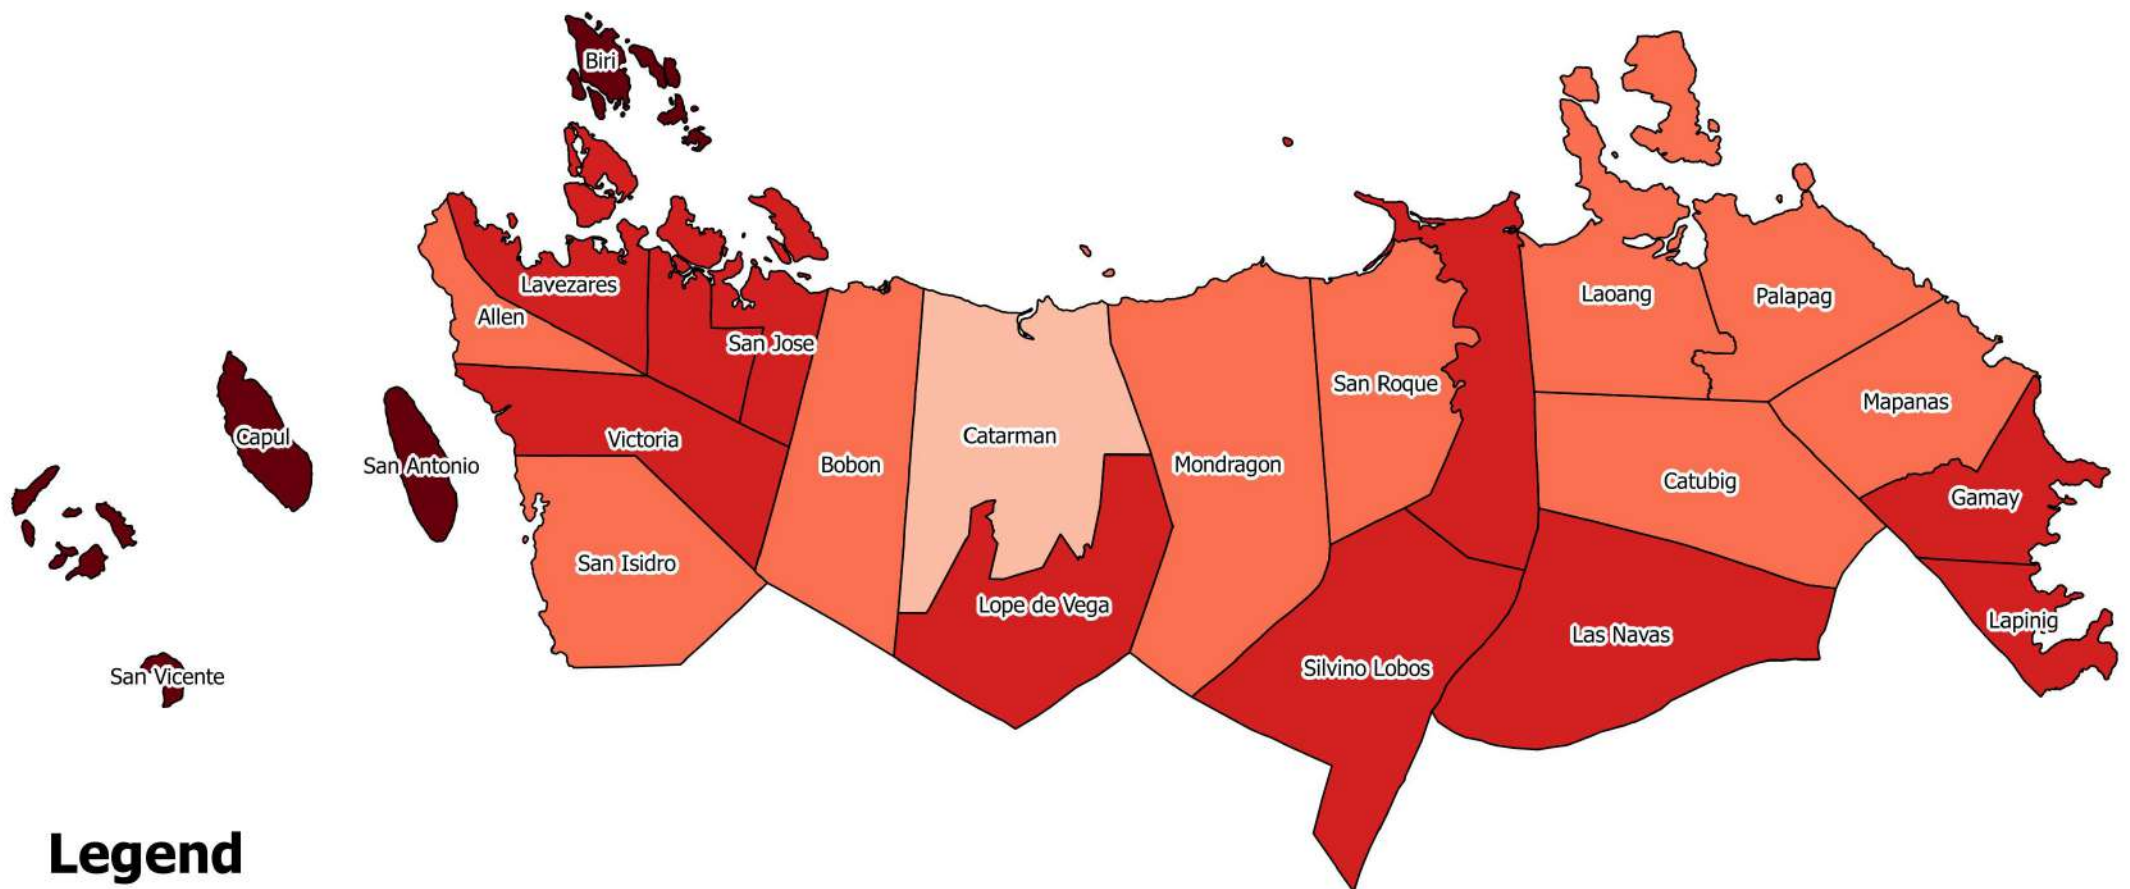 Biri
Lavezares
Allen
San Jose
Laoang
Palapag
San Roque
Mapanas
Capul
San Antonio
Victoria
Bobon
Catarman
Mondragon
Catubig
Gamay
San Isidro
Lope de Vega
Las Navas
Lapinig
San Vicente
Silvino Lobos
Legend